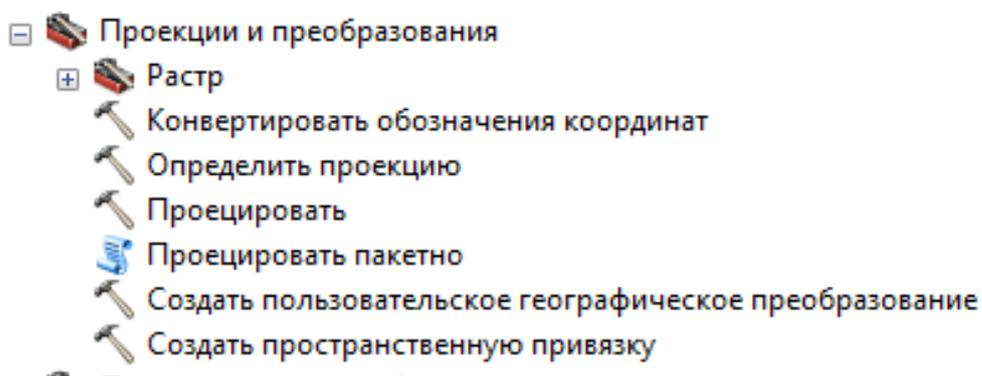 Проекции и преобразования
Растр
Конвертировать обозначения координат
Определить проекцию
Проецировать
Проецировать пакетно
Создать пользовательское географическое преобразование
Создать пространственную привязку